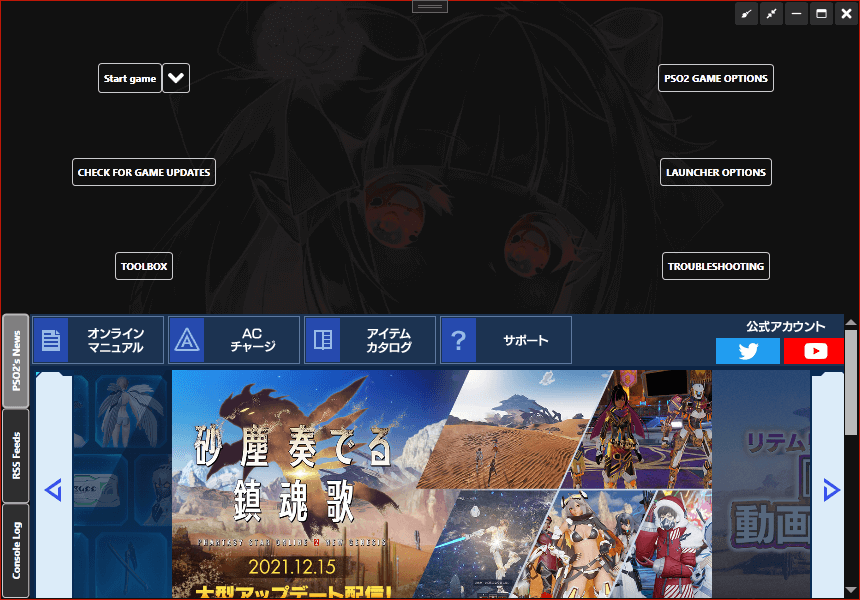 Start game
PSO2 GAME OPTIONS
CHECK FOR GAME UPDATES
LAUNCHER OPTIONS
TOOLBOX
TROUBLESHOOTING
PSO2's News
RSS Feeds
Console Log
オンライン
マニュアル
AC
チャージ
アイテム
カタログ
?
サポート
公式アカウント
砂塵奏でる
鎮魂歌
PHANTASY STAR ONLINE 2 NEW GENESIS
2021.12.15
大型アップデート配信!
リテム
動画